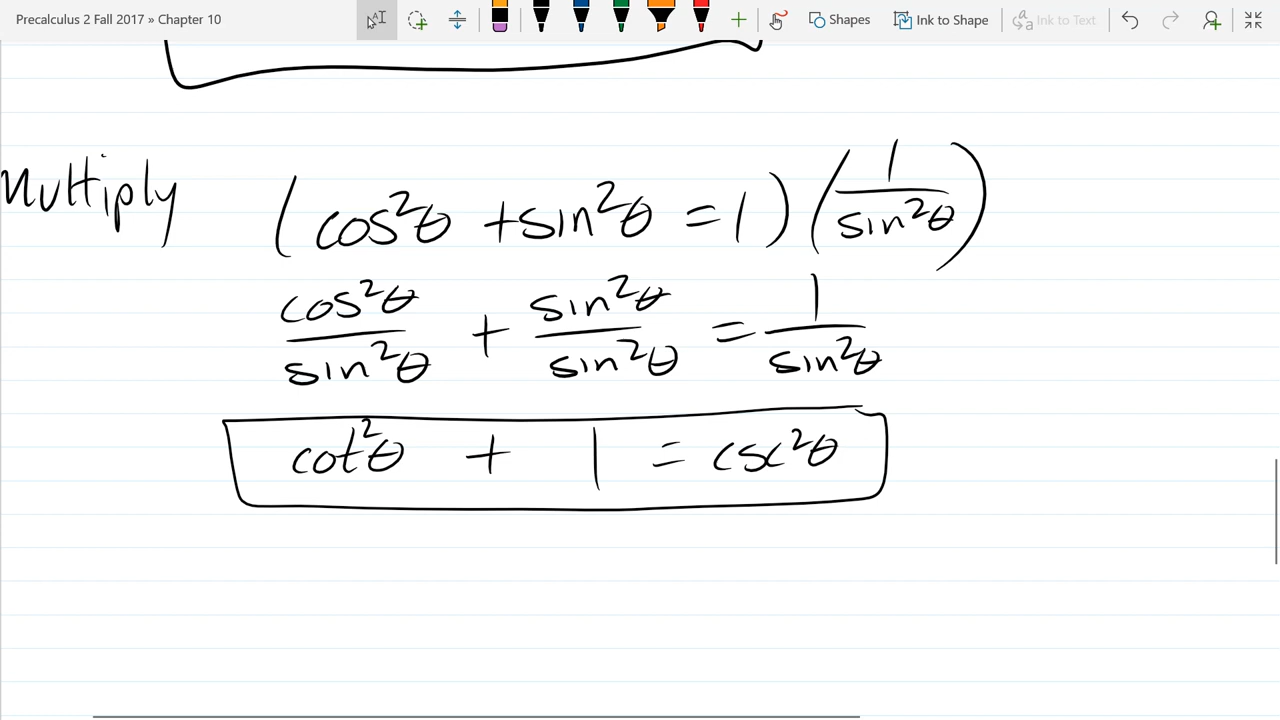 Precalculus 2 Fall 2017 » Chapter 10 Shapes Ink to Shape Ink to Text
Multiply (cos²θ + sin²θ = 1)(1/sin²θ)
cos²θ/sin²θ + sin²θ/sin²θ = 1/sin²θ
cot²θ + 1 = csc²θ